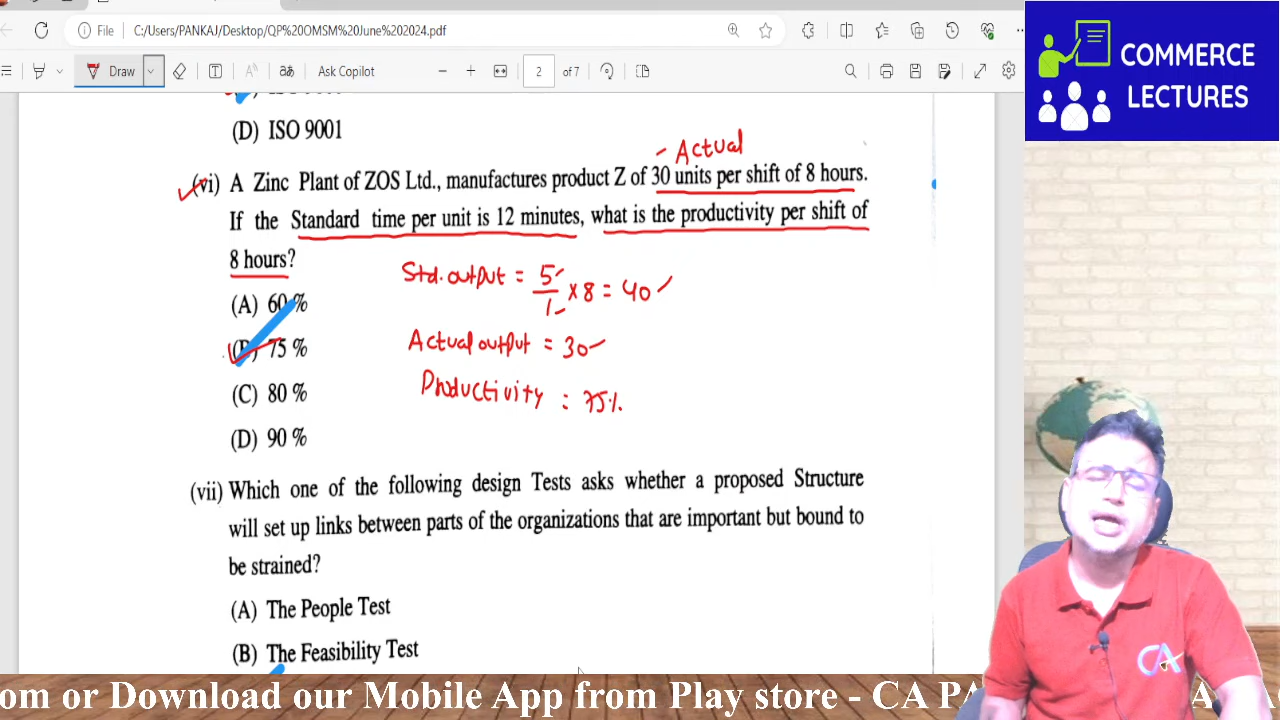 File C:/Users/PANKAJ/Desktop/QP%20OMSM%20June%202024.pdf
Draw Ask Copilot 2 of 7
COMMERCE
LECTURES
(D) ISO 9001
Actual
(vi) A Zinc Plant of ZOS Ltd., manufactures product Z of 30 units per shift of 8 hours.
If the Standard time per unit is 12 minutes, what is the productivity per shift of
8 hours?
Std. output = 5/1 × 8 = 40
(A) 60 %
Actual output = 30
(B) 75 %
Productivity = 75%
(C) 80 %
(D) 90 %
(vii) Which one of the following design Tests asks whether a proposed Structure
will set up links between parts of the organizations that are important but bound to
be strained?
(A) The People Test
(B) The Feasibility Test
CA
om or Download our Mobile App from Play store - CA PA